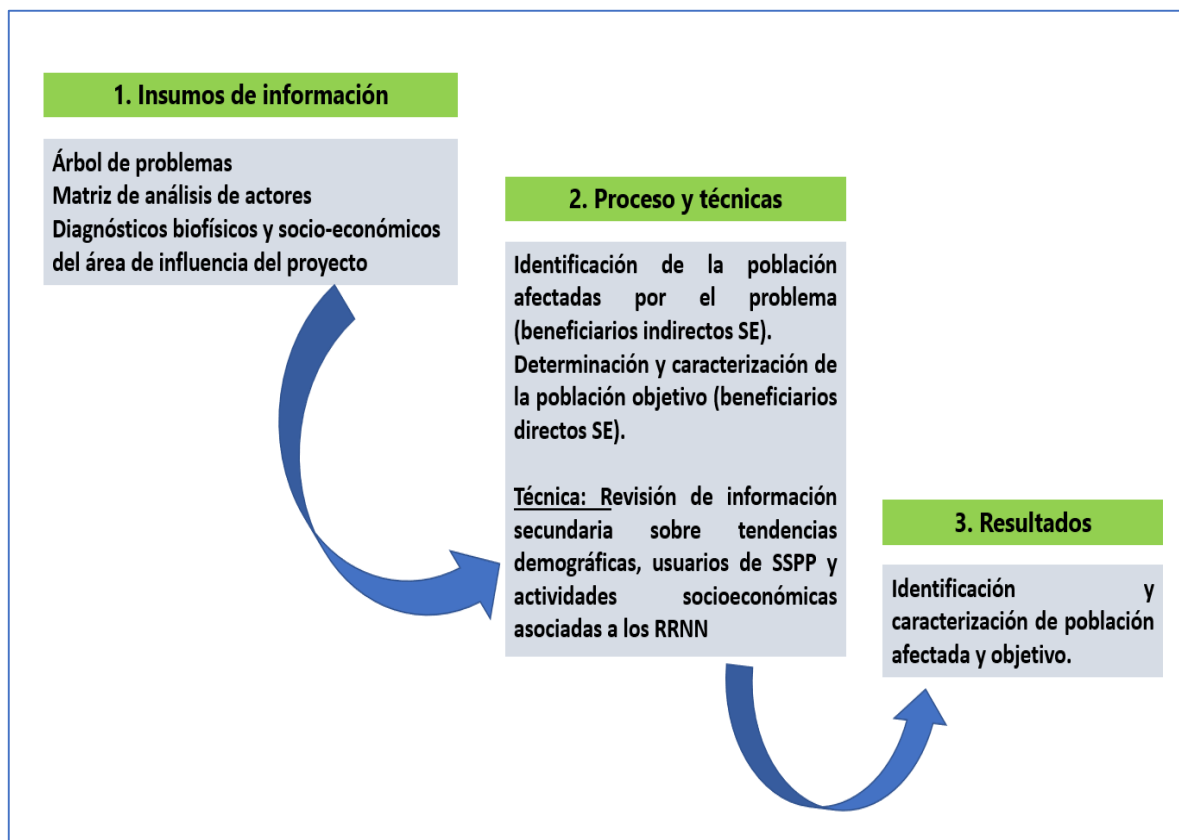 1. Insumos de información
Árbol de problemas
Matriz de análisis de actores
Diagnósticos biofísicos y socio-económicos
del área de influencia del proyecto
2. Proceso y técnicas
Identificación de la población
afectadas por el problema
(beneficiarios indirectos SE).
Determinación y caracterización de
la población objetivo (beneficiarios
directos SE).
Técnica: Revisión de información
secundaria sobre tendencias
demográficas, usuarios de SSPP y
actividades socioeconómicas
asociadas a los RRNN
3. Resultados
Identificación y
caracterización de población
afectada y objetivo.